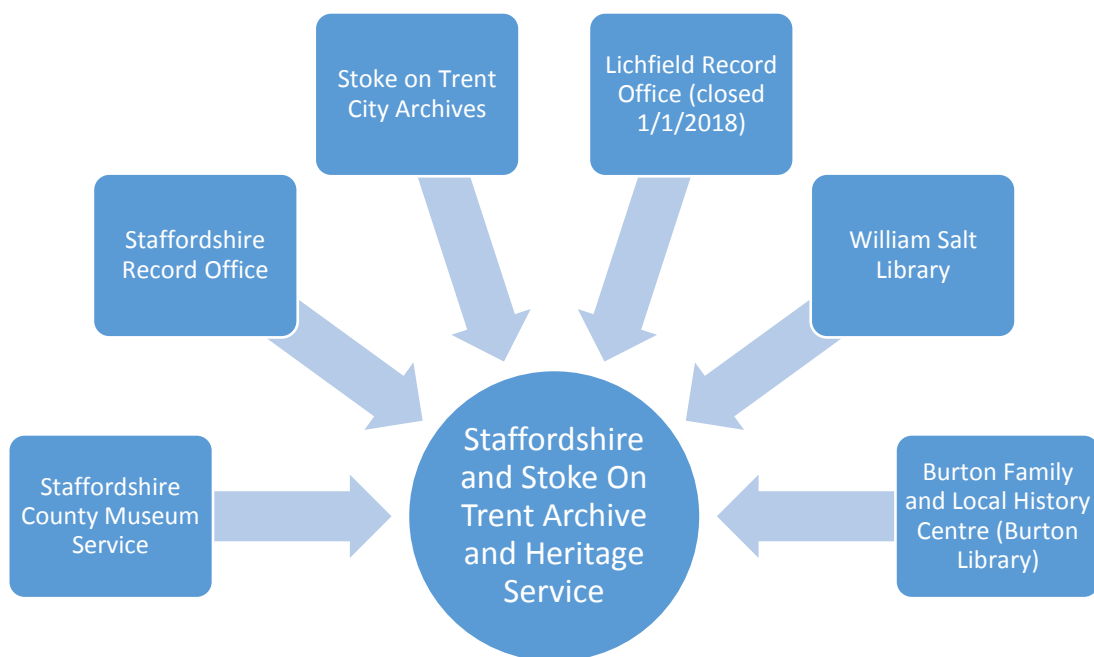 Stoke on Trent
City Archives
Lichfield Record
Office (closed
1/1/2018)
Staffordshire
Record Office
William Salt
Library
Staffordshire
County Museum
Service
Staffordshire
and Stoke On
Trent Archive
and Heritage
Service
Burton Family
and Local History
Centre (Burton
Library)